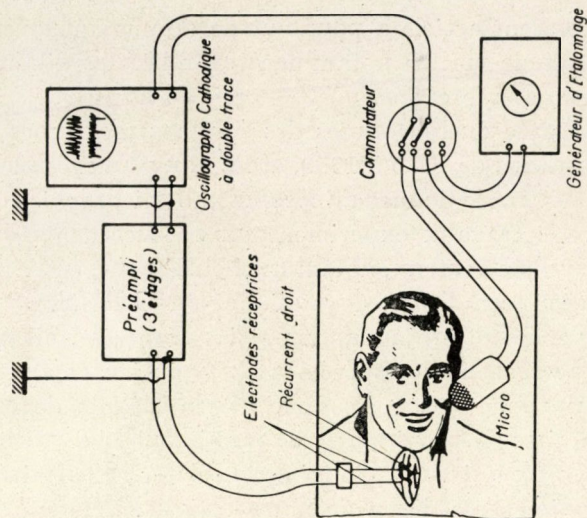 Oscillographe Cathodique
à double trace
Préampli
(3 étages)
Commutateur
Générateur d'Etalonnage
Electrodes réceptrices
Récurrent droit
Micro